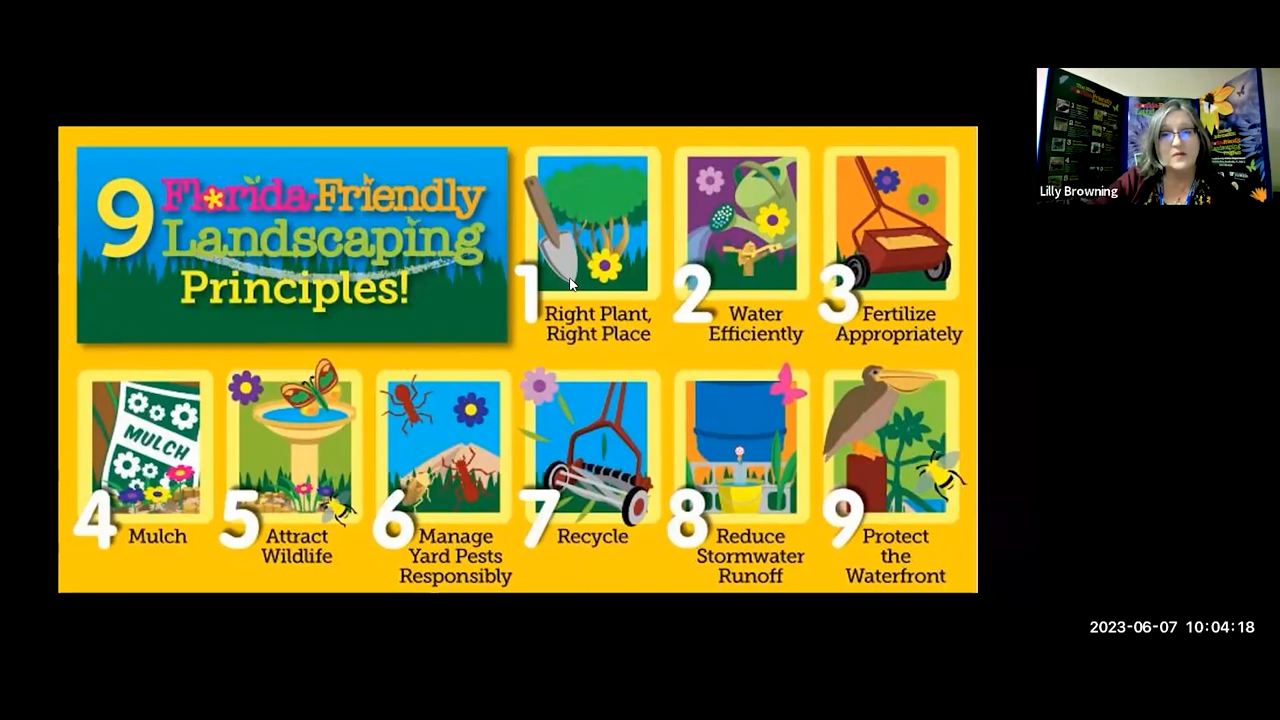 9 Florida-Friendly
Landscaping
Principles!
1 Right Plant,
Right Place
2 Water
Efficiently
3 Fertilize
Appropriately
MULCH
4 Mulch
5 Attract
Wildlife
6 Manage
Yard Pests
Responsibly
7 Recycle
8 Reduce
Stormwater
Runoff
9 Protect
the
Waterfront
Lilly Browning
2023-06-07 10:04:18